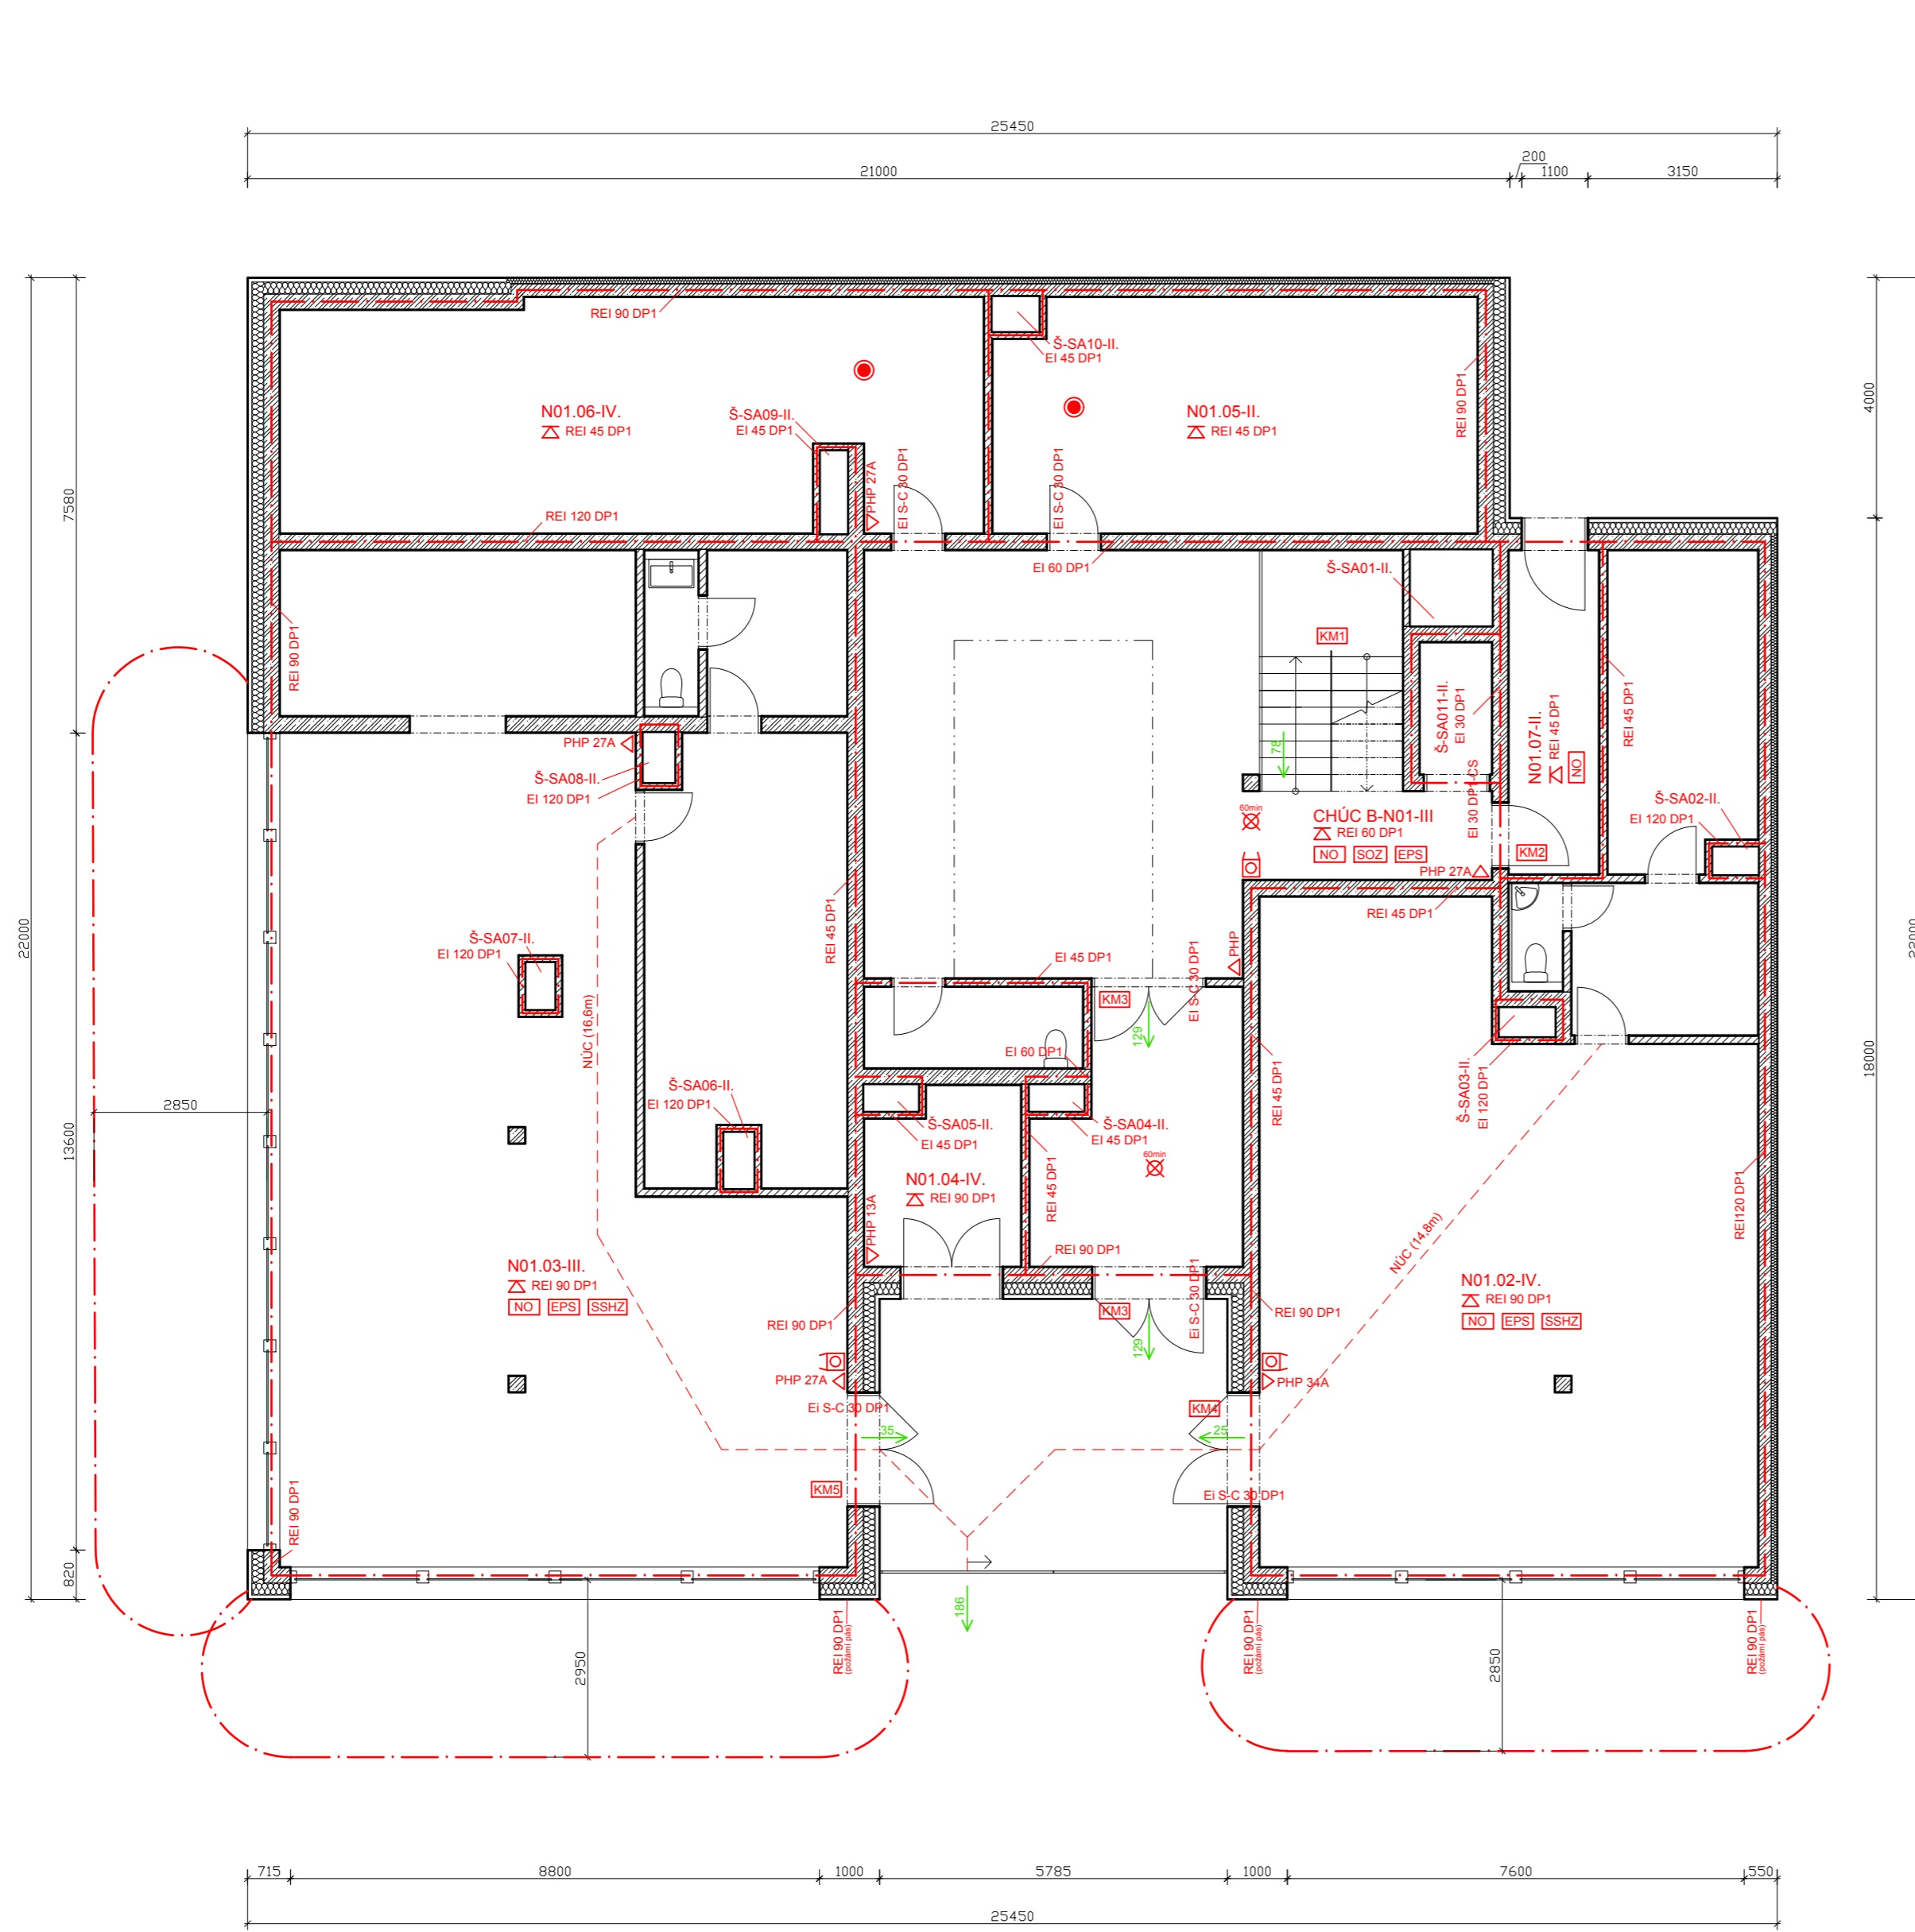 25450
21000
200
1100
3150
REI 90 DP1
Š-SA10-II.
EI 45 DP1
N01.06-IV.
REI 45 DP1
Š-SA09-II.
EI 45 DP1
N01.05-II.
REI 45 DP1
REI 90 DP1
4000
7580
PHP 27A
EI S-C 30 DP1
EI S-C 30 DP1
REI 120 DP1
EI 60 DP1
Š-SA01-II.
KM1
REI 90 DP1
Š-SA011-II.
EI 30 DP1
N01.07-II.
REI 45 DP1
NO
REI 45 DP1
PHP 27A
Š-SA08-II.
EI 120 DP1
78
60min
CHÚC B-N01-III
REI 60 DP1
NO
SOZ
EPS
EI 30 DP1-CS
KM2
PHP 27A
Š-SA02-II.
EI 120 DP1
REI 45 DP1
REI 45 DP1
22000
22000
Š-SA07-II.
EI 120 DP1
NÚC (16,6m)
EI 45 DP1
PHP
EI S-C 30 DP1
KM3
129
EI 60 DP1
18000
2850
13600
Š-SA06-II.
EI 120 DP1
Š-SA05-II.
EI 45 DP1
Š-SA04-II.
EI 45 DP1
REI 45 DP1
Š-SA03-II.
EI 120 DP1
60min
N01.04-IV.
REI 90 DP1
REI 45 DP1
PHP 13A
REI 90 DP1
REI120 DP1
NÚC (14,8m)
N01.03-III.
REI 90 DP1
NO
EPS
SSHZ
N01.02-IV.
REI 90 DP1
NO
EPS
SSHZ
REI 90 DP1
KM3
129
Ei S-C 30 DP1
REI 90 DP1
PHP 27A
PHP 34A
Ei S-C 30 DP1
KM4
35
25
KM5
Ei S-C 30 DP1
REI 90 DP1
820
186
REI 90 DP1
(požární pás)
REI 90 DP1
(požární pás)
REI 90 DP1
(požární pás)
2950
2850
715
8800
1000
5785
1000
7600
550
25450